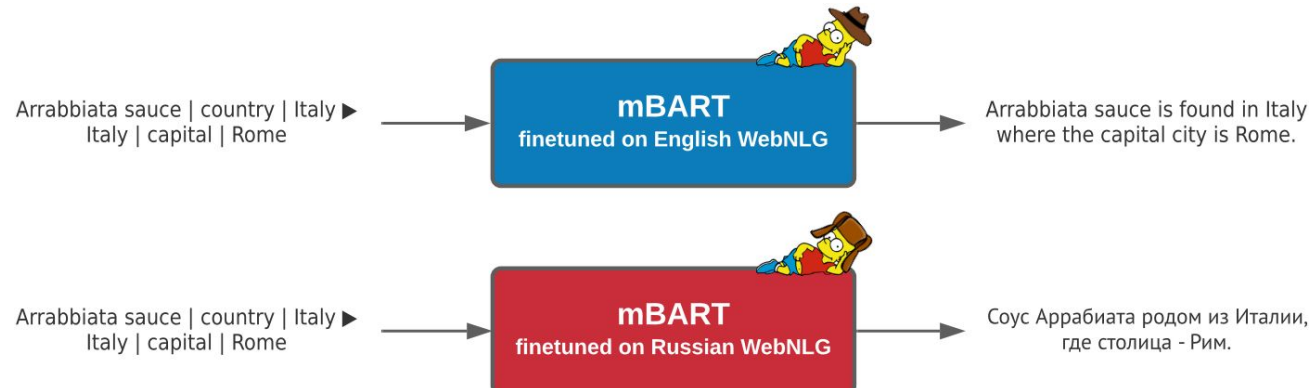 Arrabbiata sauce | country | Italy ▶
Italy | capital | Rome
mBART
finetuned on English WebNLG
Arrabbiata sauce is found in Italy
where the capital city is Rome.
Arrabbiata sauce | country | Italy ▶
Italy | capital | Rome
mBART
finetuned on Russian WebNLG
Соус Аррабиата родом из Италии,
где столица - Рим.